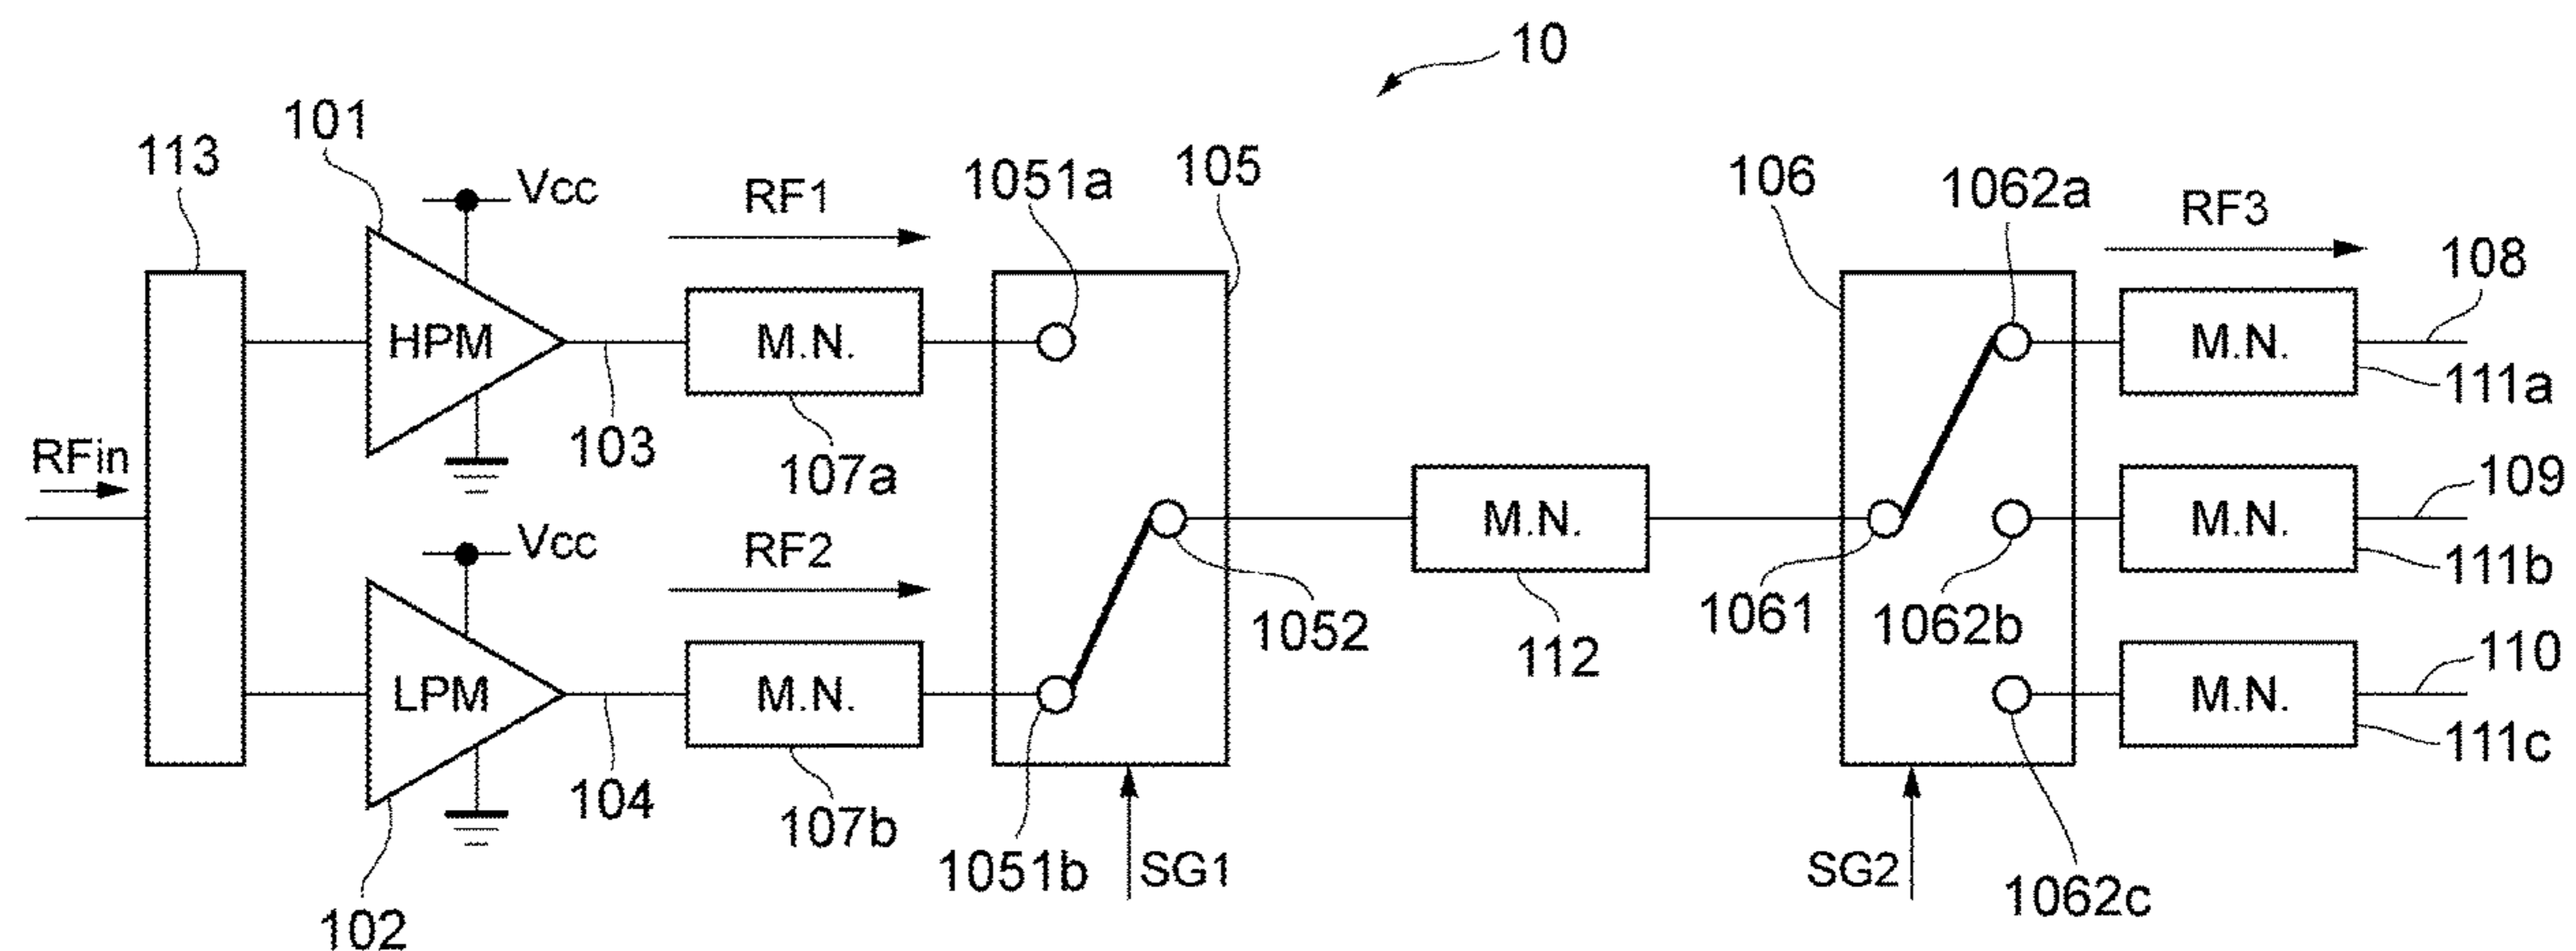 10
101
113
Vcc
RF1
1051a
105
106
1062a
RF3
108
HPM
M.N.
M.N.
111a
103
107a
RFin
109
M.N.
M.N.
111b
Vcc
RF2
1052
112
1061
1062b
110
LPM
M.N.
M.N.
111c
104
107b
1051b
SG1
SG2
1062c
102